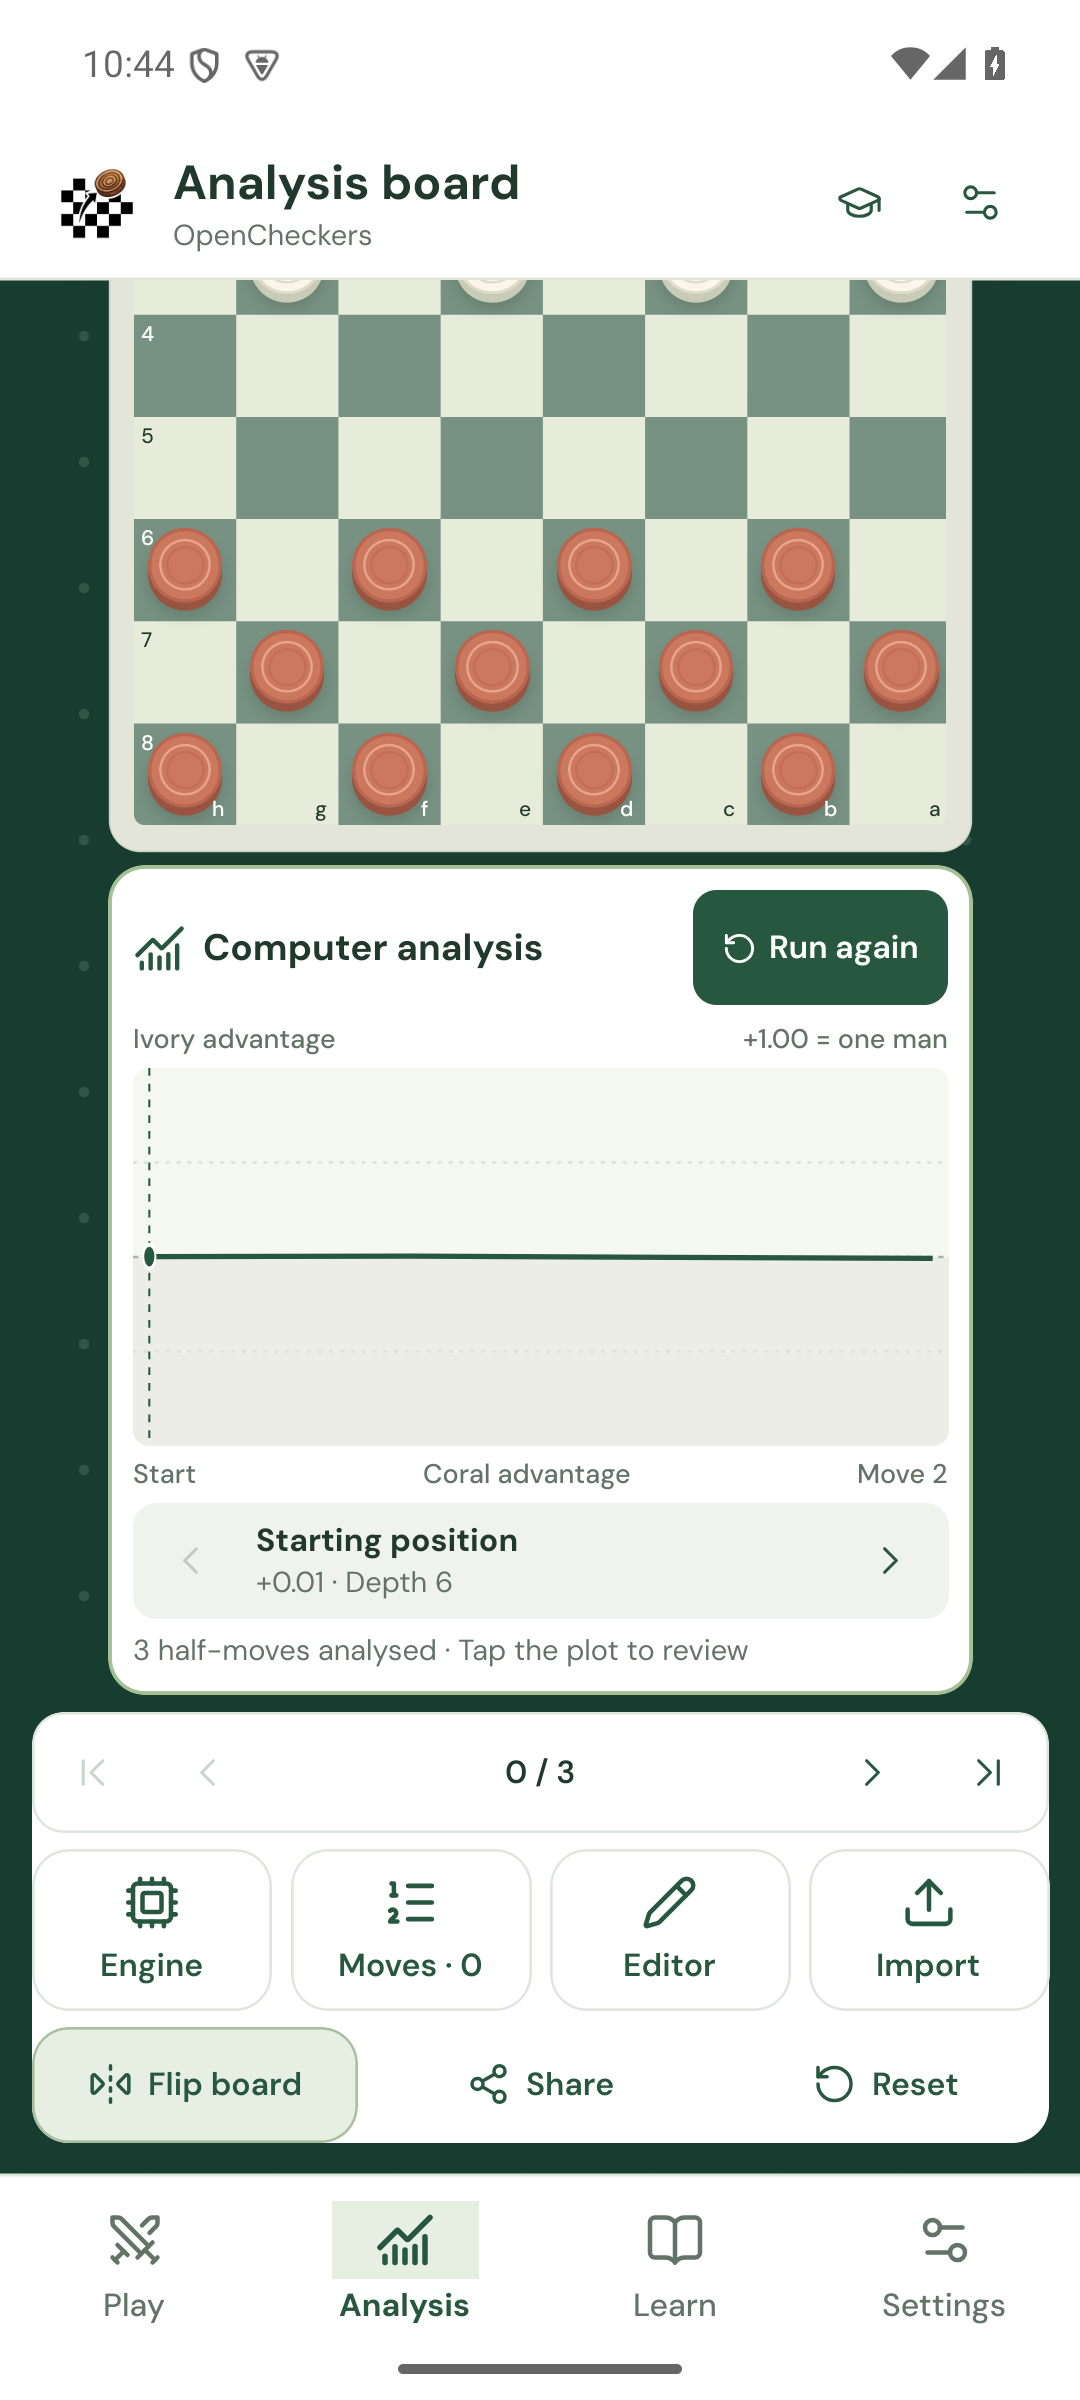 10:44
Analysis board
OpenCheckers
4
5
6
7
8
h g f e d c b a
Computer analysis
Run again
Ivory advantage
+1.00 = one man
Start
Coral advantage
Move 2
Starting position
+0.01 · Depth 6
3 half-moves analysed · Tap the plot to review
0 / 3
Engine
Moves · 0
Editor
Import
Flip board
Share
Reset
Play
Analysis
Learn
Settings